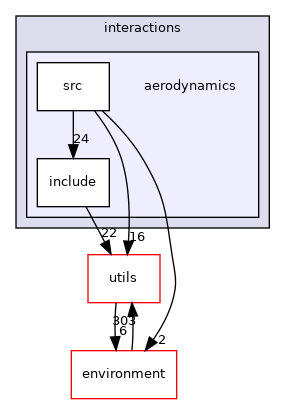 interactions
src
aerodynamics
24
include
22
16
utils
303
6
2
environment